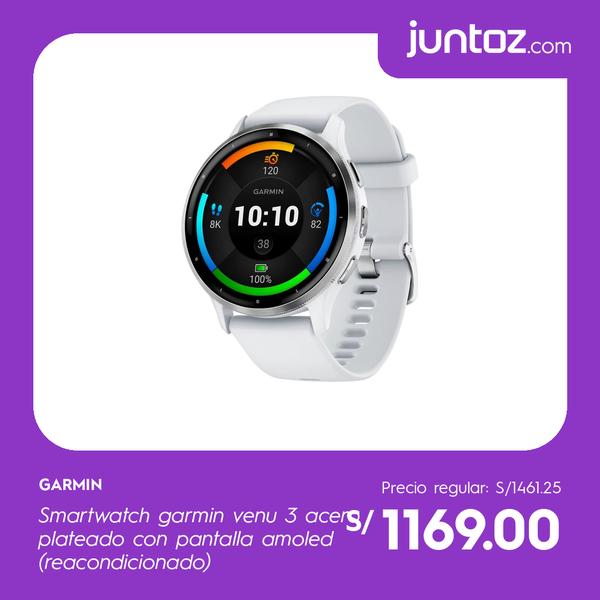 juntoz.com
120
GARMIN
10:10
8K
82
38
100%
GARMIN
Precio regular: S/1461.25
Smartwatch garmin venu 3 acer
plateado con pantalla amoled
(reacondicionado)
S/ 1169.00